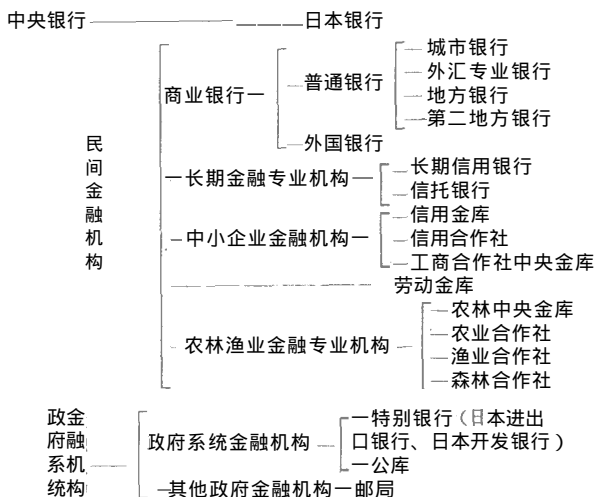 中央银行 日本银行
城市银行
普通银行 外汇专业银行
商业银行 地方银行
第二地方银行
外国银行
民间金融机构
长期金融专业机构 长期信用银行
信托银行
中小企业金融机构 信用金库
信用合作社
工商合作社中央金库
劳动金库
农林渔业金融专业机构 农林中央金库
农业合作社
渔业合作社
森林合作社
政府系统金融机构
政府系统金融机构 特别银行(日本进出
口银行、日本开发银行)
公库
其他政府金融机构 邮局